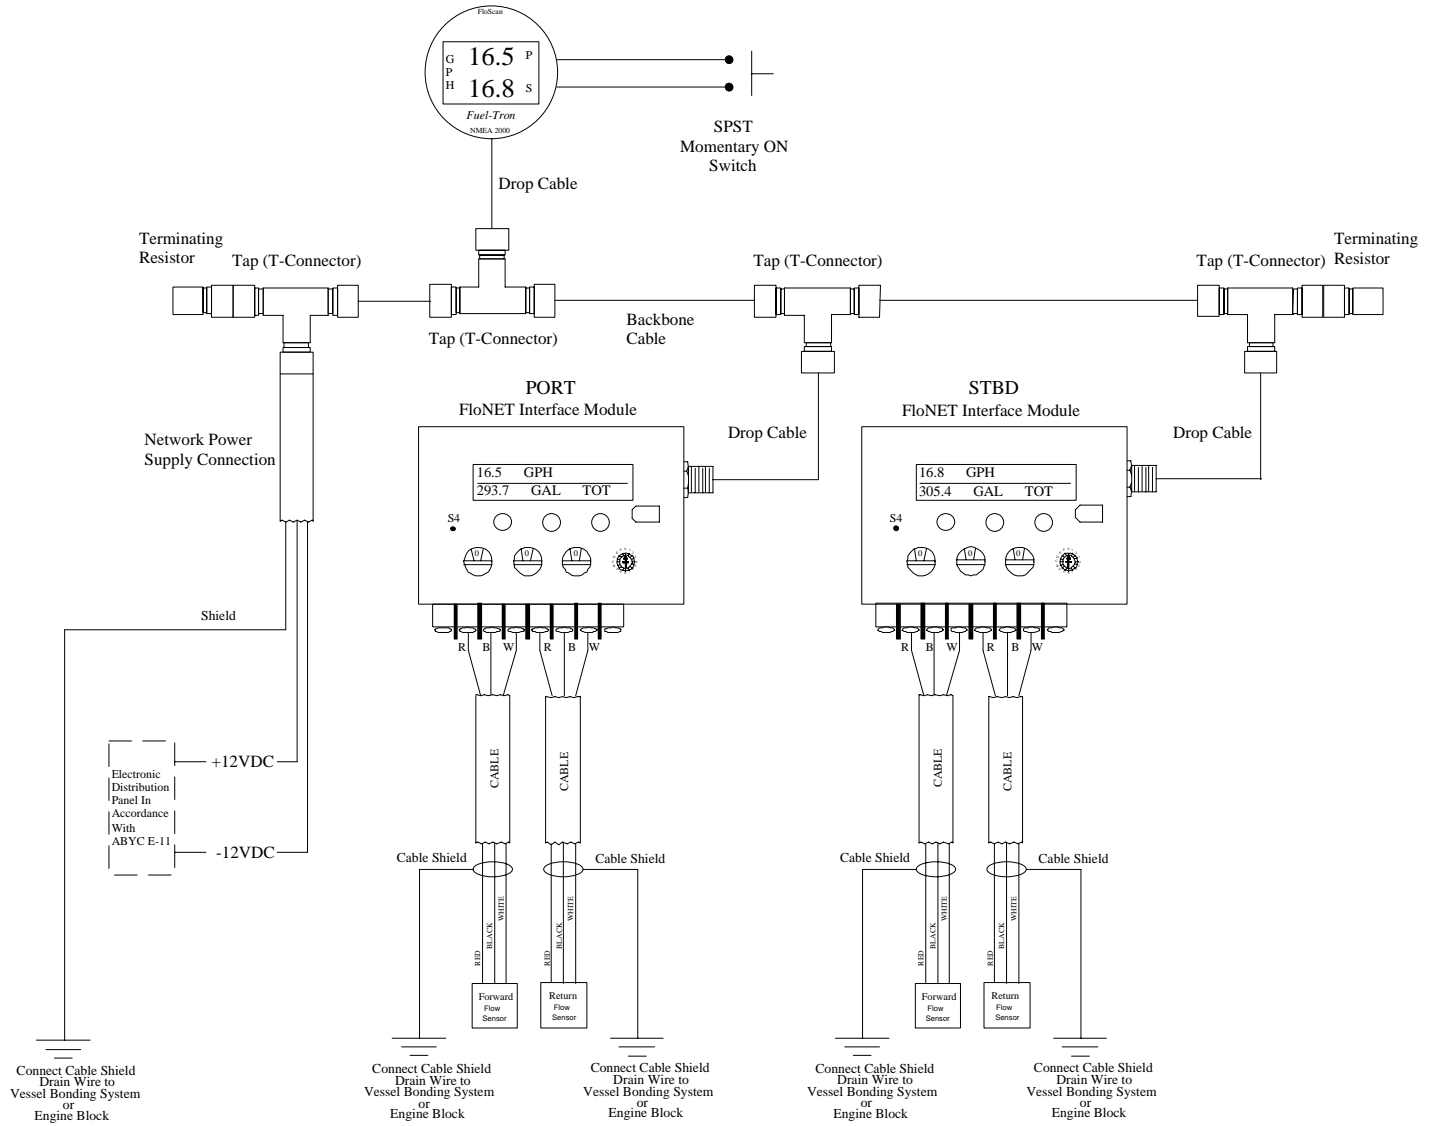 FloScan
G
P
H
16.5 P
16.8 S
Fuel-Tron
NMEA 2000
SPST
Momentary ON
Switch
Drop Cable
Terminating
Resistor
Tap (T-Connector)
Tap (T-Connector)
Backbone
Cable
Tap (T-Connector)
Tap (T-Connector)
Terminating
Resistor
Network Power
Supply Connection
PORT
FloNET Interface Module
Drop Cable
16.5 GPH
293.7 GAL TOT
S4
0 0 0
R B W R B W
STBD
FloNET Interface Module
Drop Cable
16.8 GPH
305.4 GAL TOT
S4
0 0 0
R B W R B W
Shield
+12VDC
-12VDC
Electronic
Distribution
Panel In
Accordance
With
ABYC E-11
CABLE
CABLE
CABLE
CABLE
Cable Shield
Cable Shield
Cable Shield
Cable Shield
RED
BLACK
WHITE
RED
BLACK
WHITE
RED
BLACK
WHITE
RED
BLACK
WHITE
Forward
Flow
Sensor
Return
Flow
Sensor
Forward
Flow
Sensor
Return
Flow
Sensor
Connect Cable Shield
Drain Wire to
Vessel Bonding System
or
Engine Block
Connect Cable Shield
Drain Wire to
Vessel Bonding System
or
Engine Block
Connect Cable Shield
Drain Wire to
Vessel Bonding System
or
Engine Block
Connect Cable Shield
Drain Wire to
Vessel Bonding System
or
Engine Block
Connect Cable Shield
Drain Wire to
Vessel Bonding System
or
Engine Block